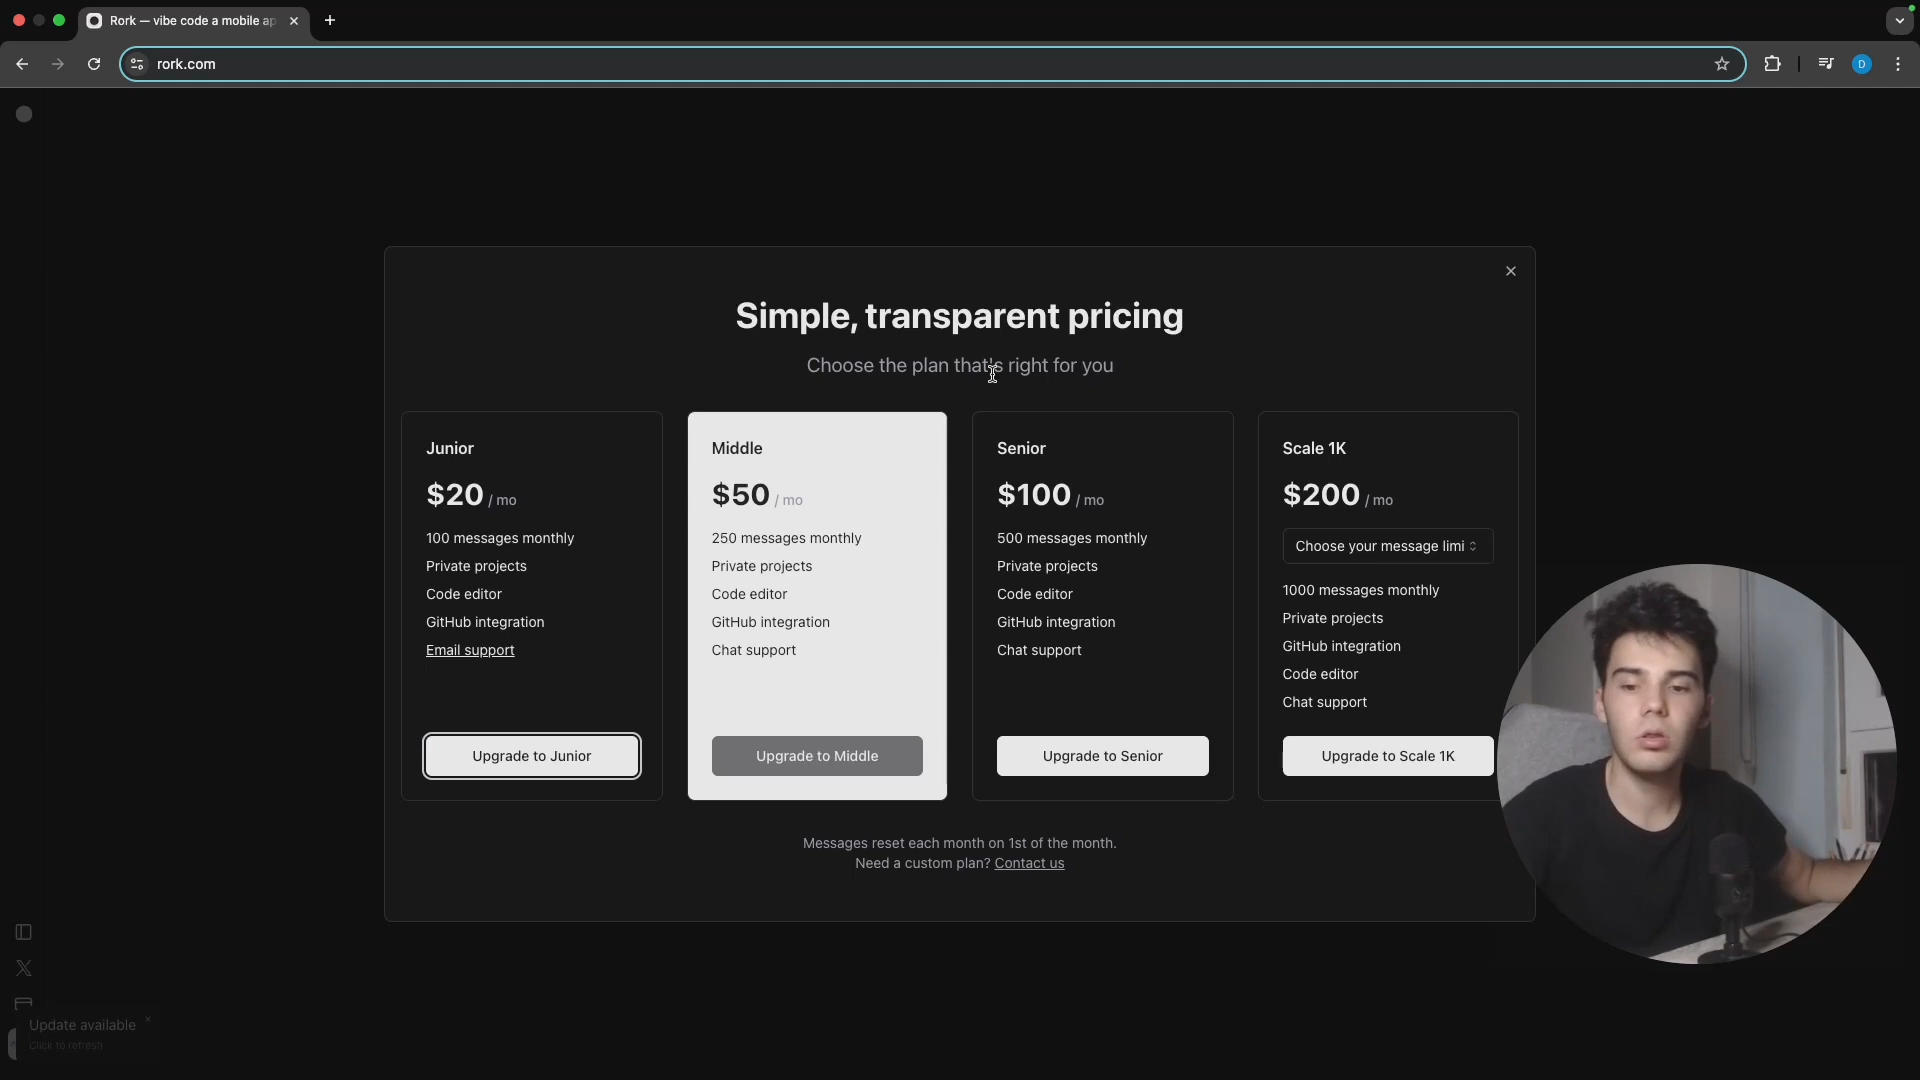 Rork — vibe code a mobile ap
rork.com
Simple, transparent pricing
Choose the plan that's right for you
Junior
$20 / mo
100 messages monthly
Private projects
Code editor
GitHub integration
Email support
Upgrade to Junior
Middle
$50 / mo
250 messages monthly
Private projects
Code editor
GitHub integration
Chat support
Upgrade to Middle
Senior
$100 / mo
500 messages monthly
Private projects
Code editor
GitHub integration
Chat support
Upgrade to Senior
Scale 1K
$200 / mo
Choose your message limi
1000 messages monthly
Private projects
GitHub integration
Code editor
Chat support
Upgrade to Scale 1K
Messages reset each month on 1st of the month.
Need a custom plan? Contact us
Update available
Click to refresh
D